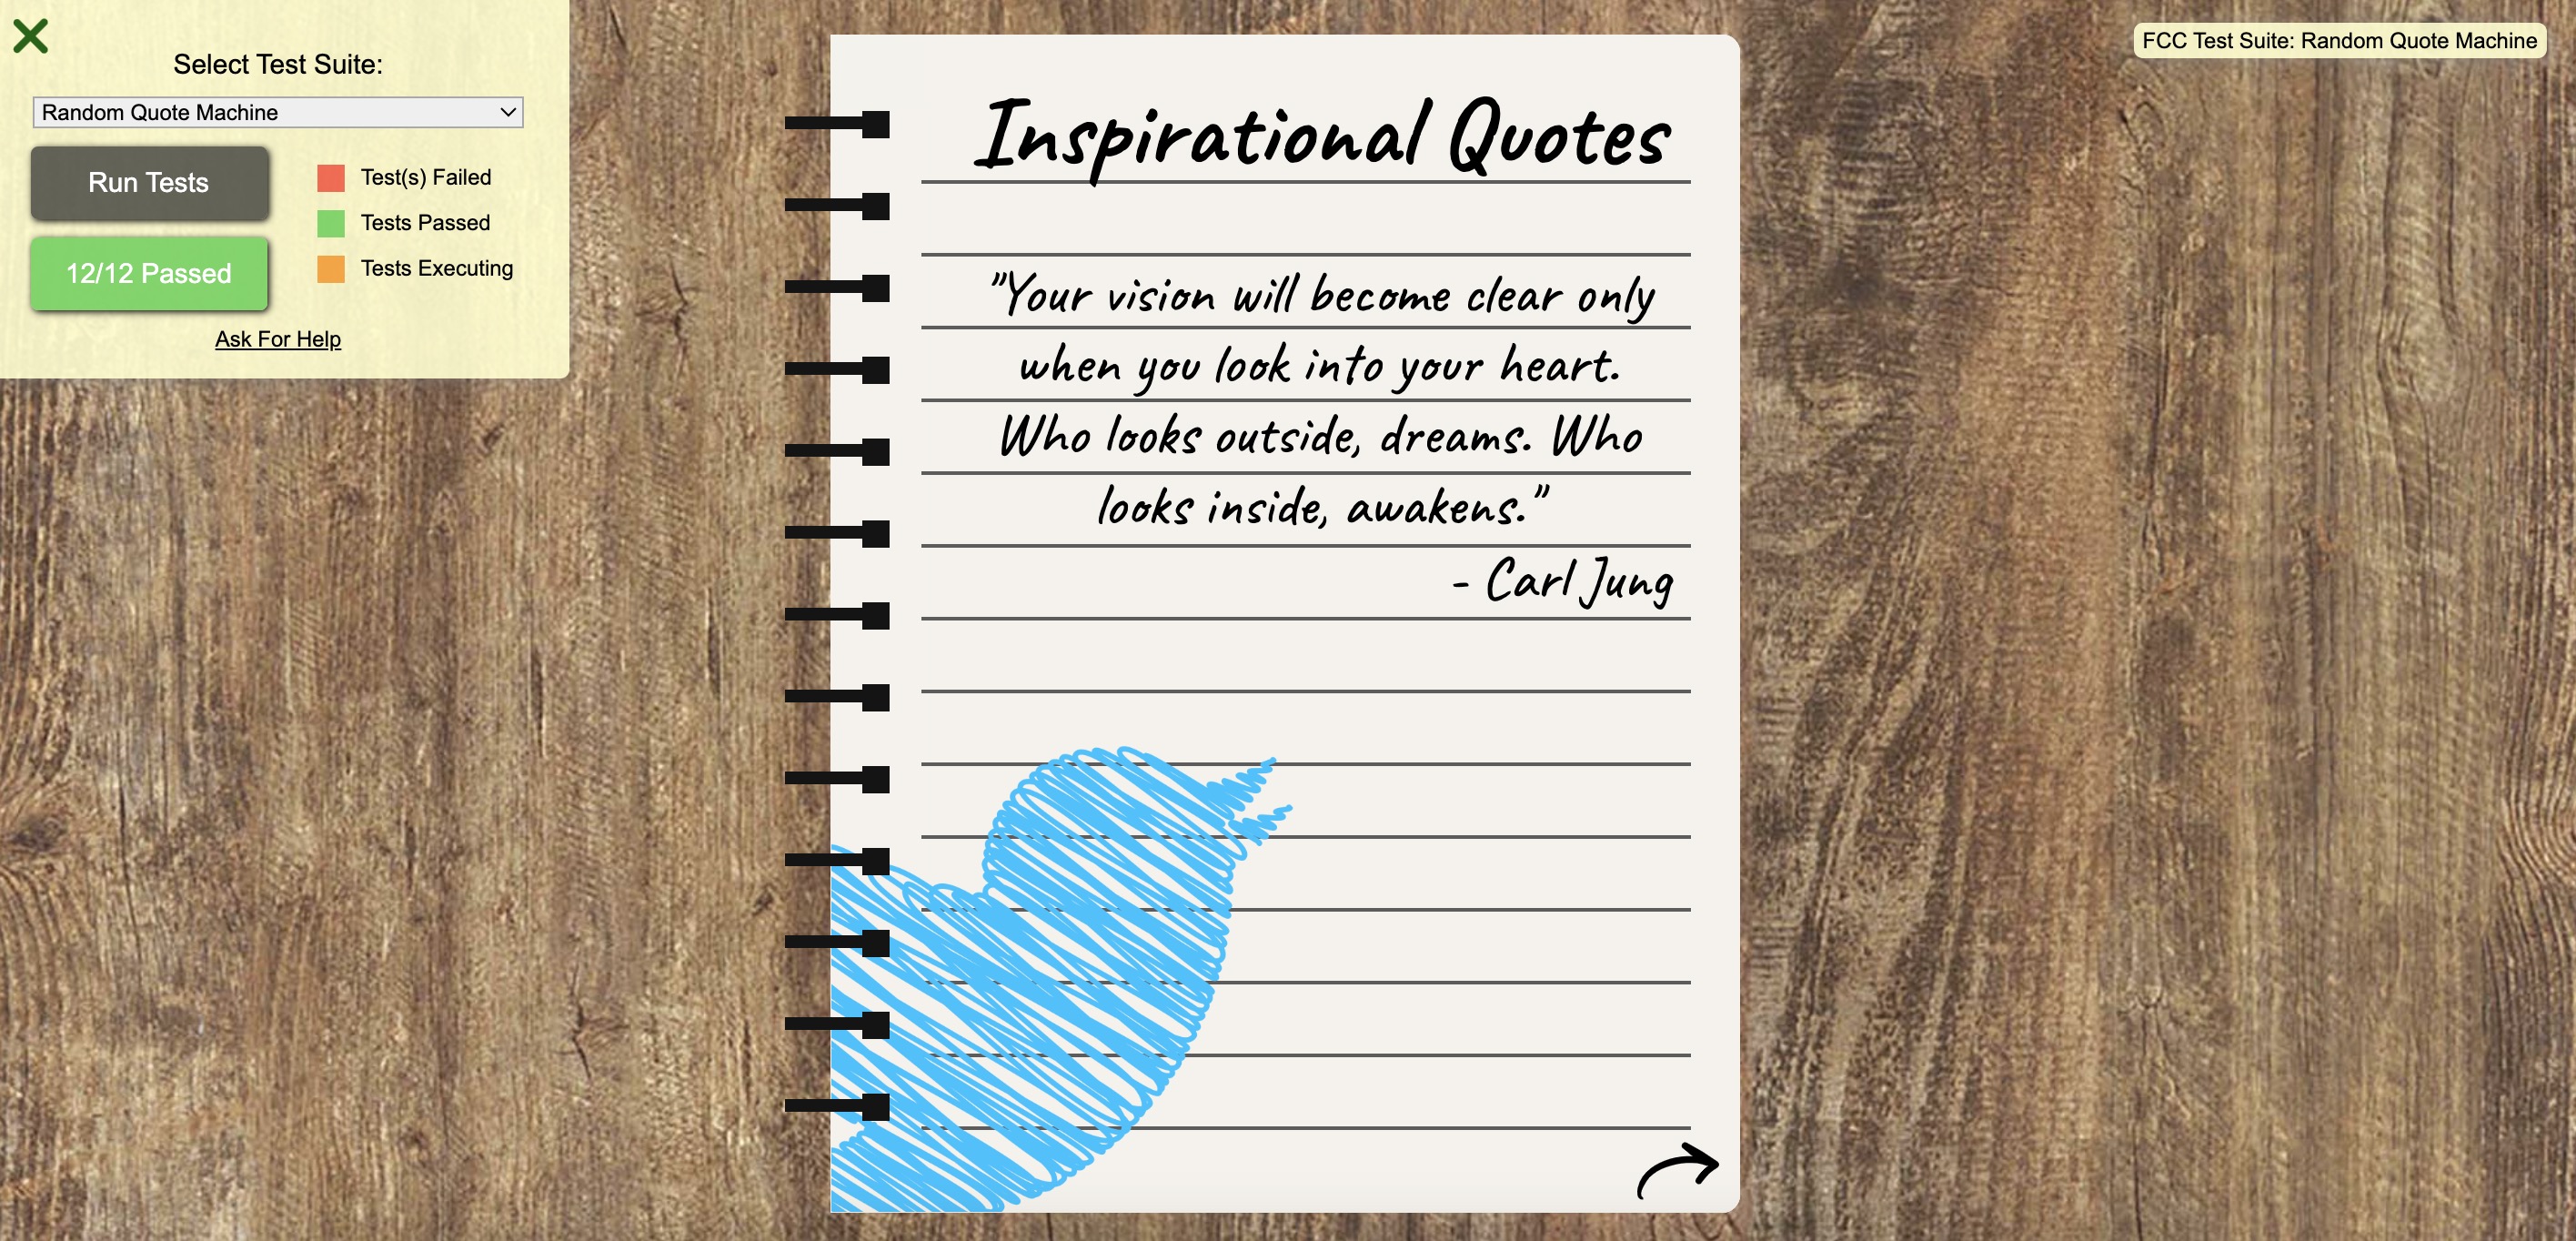 Select Test Suite:
Random Quote Machine
Run Tests
12/12 Passed
Test(s) Failed
Tests Passed
Tests Executing
Ask For Help
FCC Test Suite: Random Quote Machine
Inspirational Quotes
"Your vision will become clear only
when you look into your heart.
Who looks outside, dreams. Who
looks inside, awakens."
- Carl Jung